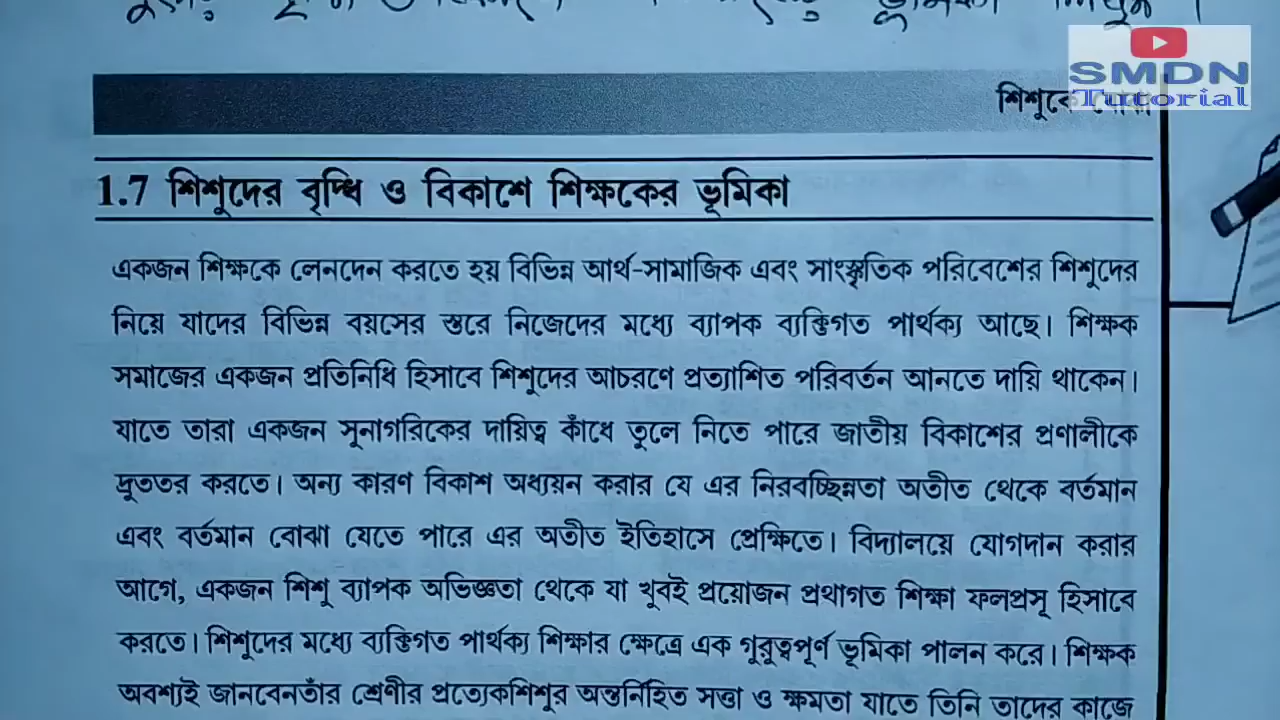 ভূমিকা
SMDN
Tutorial
শিশুকে
1.7 শিশুদের বৃদ্ধি ও বিকাশে শিক্ষকের ভূমিকা
একজন শিক্ষকে লেনদেন করতে হয় বিভিন্ন আর্থ-সামাজিক এবং সাংস্কৃতিক পরিবেশের শিশুদের
নিয়ে যাদের বিভিন্ন বয়সের স্তরে নিজেদের মধ্যে ব্যাপক ব্যক্তিগত পার্থক্য আছে। শিক্ষক
সমাজের একজন প্রতিনিধি হিসাবে শিশুদের আচরণে প্রত্যাশিত পরিবর্তন আনতে দায়ি থাকেন।
যাতে তারা একজন সুনাগরিকের দায়িত্ব কাঁধে তুলে নিতে পারে জাতীয় বিকাশের প্রণালীকে
দ্রুততর করতে। অন্য কারণ বিকাশ অধ্যয়ন করার যে এর নিরবচ্ছিন্নতা অতীত থেকে বর্তমান
এবং বর্তমান বোঝা যেতে পারে এর অতীত ইতিহাসে প্রেক্ষিতে। বিদ্যালয়ে যোগদান করার
আগে, একজন শিশু ব্যাপক অভিজ্ঞতা থেকে যা খুবই প্রয়োজন প্রথাগত শিক্ষা ফলপ্রসূ হিসাবে
করতে। শিশুদের মধ্যে ব্যক্তিগত পার্থক্য শিক্ষার ক্ষেত্রে এক গুরুত্বপূর্ণ ভূমিকা পালন করে। শিক্ষক
অবশ্যই জানবেনতাঁর শ্রেণীর প্রত্যেকশিশুর অন্তর্নিহিত সত্তা ও ক্ষমতা যাতে তিনি তাদের কাজে